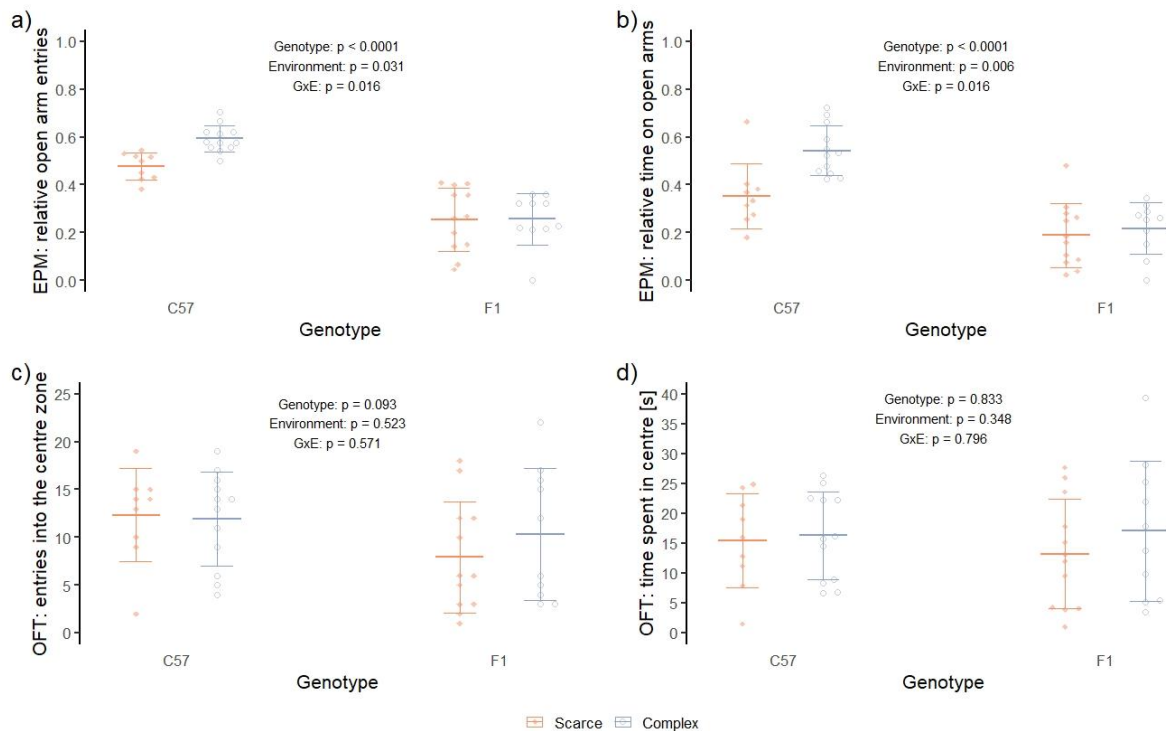 a)
EPM: relative open arm entries
1.0
0.8
0.6
0.4
0.2
0.0
Genotype: p < 0.0001
Environment: p = 0.031
GxE: p = 0.016
C57
F1
Genotype
b)
EPM: relative time on open arms
1.0
0.8
0.6
0.4
0.2
0.0
Genotype: p < 0.0001
Environment: p = 0.006
GxE: p = 0.016
C57
F1
Genotype
c)
OFT: entries into the centre zone
25
20
15
10
5
0
Genotype: p = 0.093
Environment: p = 0.523
GxE: p = 0.571
C57
F1
Genotype
d)
OFT: time spent in centre [s]
40
35
30
25
20
15
10
5
0
Genotype: p = 0.833
Environment: p = 0.348
GxE: p = 0.796
C57
F1
Genotype
Scarce
Complex